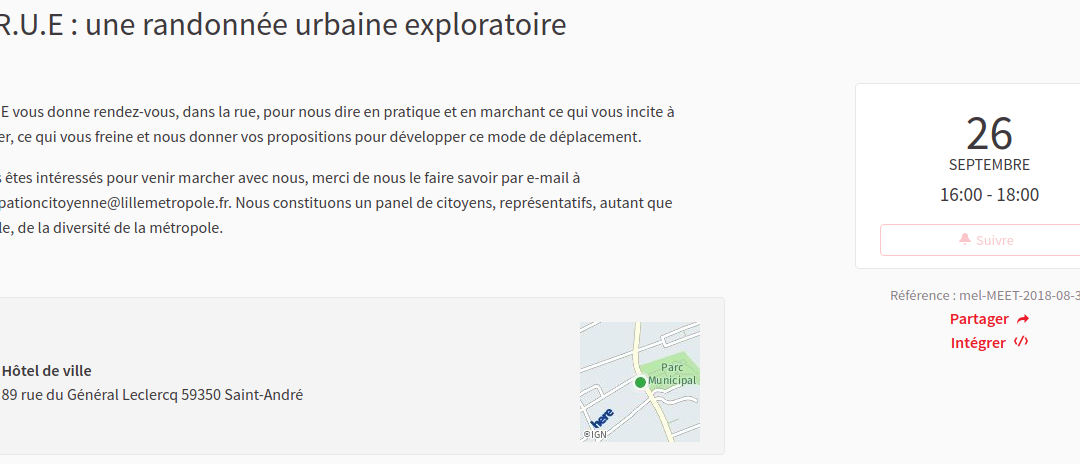 R.U.E : une randonnée urbaine exploratoire
E vous donne rendez-vous, dans la rue, pour nous dire en pratique et en marchant ce qui vous incite à
er, ce qui vous freine et nous donner vos propositions pour développer ce mode de déplacement.
s êtes intéressés pour venir marcher avec nous, merci de nous le faire savoir par e-mail à
pationcitoyenne@lillemetropole.fr. Nous constituons un panel de citoyens, représentatifs, autant que
le, de la diversité de la métropole.
26
SEPTEMBRE
16:00 - 18:00
Suivre
Référence : mel-MEET-2018-08-3
Partager
Intégrer
Hôtel de ville
89 rue du Général Leclercq 59350 Saint-André
Parc
Municipal
here
©IGN